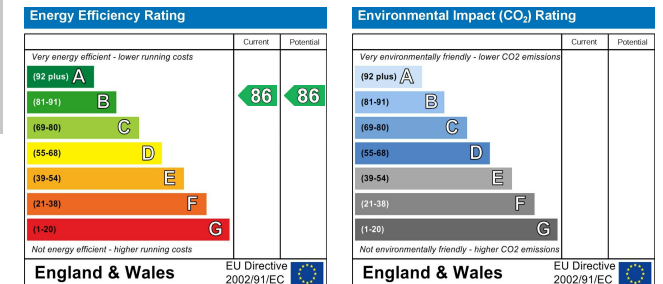 Energy Efficiency Rating
Current Potential
Very energy efficient - lower running costs
(92 plus) A
(81-91) B 86 86
(69-80) C
(55-68) D
(39-54) E
(21-38) F
(1-20) G
Not energy efficient - higher running costs
England & Wales
EU Directive
2002/91/EC
Environmental Impact (CO₂) Rating
Current Potential
Very environmentally friendly - lower CO2 emissions
(92 plus) A
(81-91) B
(69-80) C
(55-68) D
(39-54) E
(21-38) F
(1-20) G
Not environmentally friendly - higher CO2 emissions
England & Wales
EU Directive
2002/91/EC